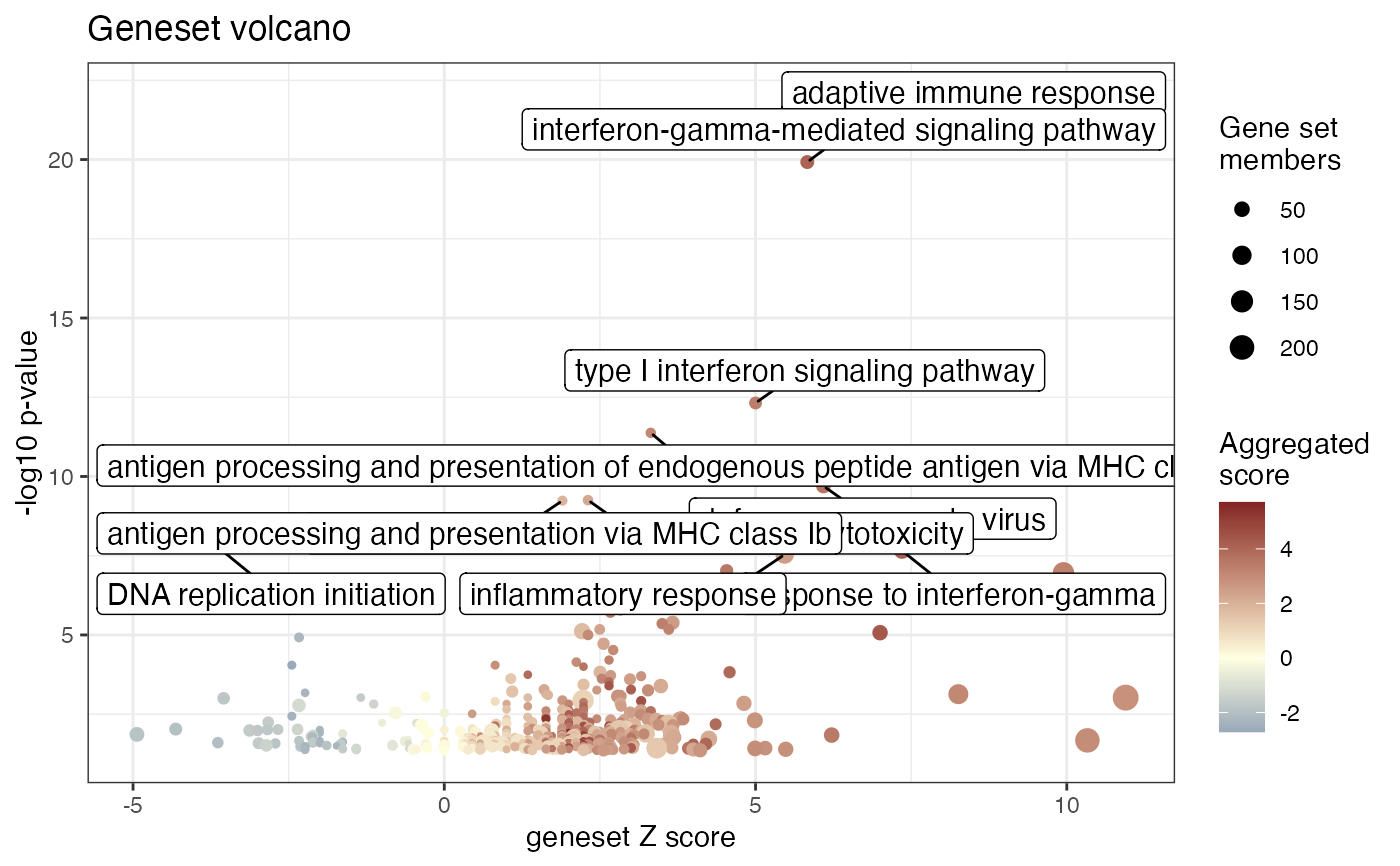 Geneset volcano
adaptive immune response
interferon-gamma-mediated signaling pathway
type I interferon signaling pathway
antigen processing and presentation of endogenous peptide antigen via MHC cl
virus
antigen processing and presentation via MHC class Ib
totoxicity
DNA replication initiation
inflammatory response
sponse to interferon-gamma
-log10 p-value
20
15
10
5
-5
0
5
10
geneset Z score
Gene set
members
50
100
150
200
Aggregated
score
4
2
0
-2